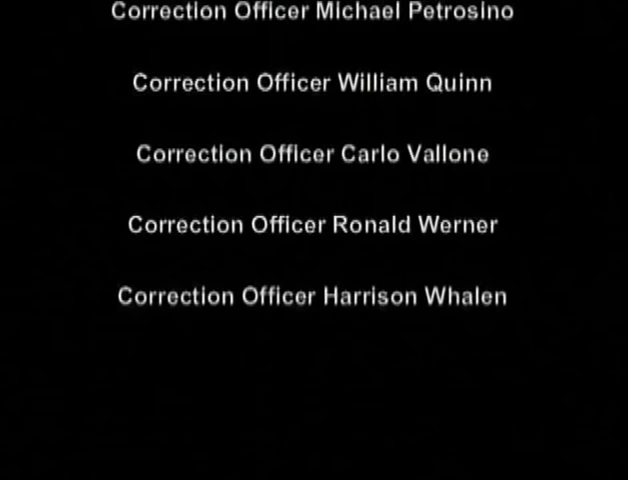 Correction Officer Michael Petrosino
Correction Officer William Quinn
Correction Officer Carlo Vallone
Correction Officer Ronald Werner
Correction Officer Harrison Whalen